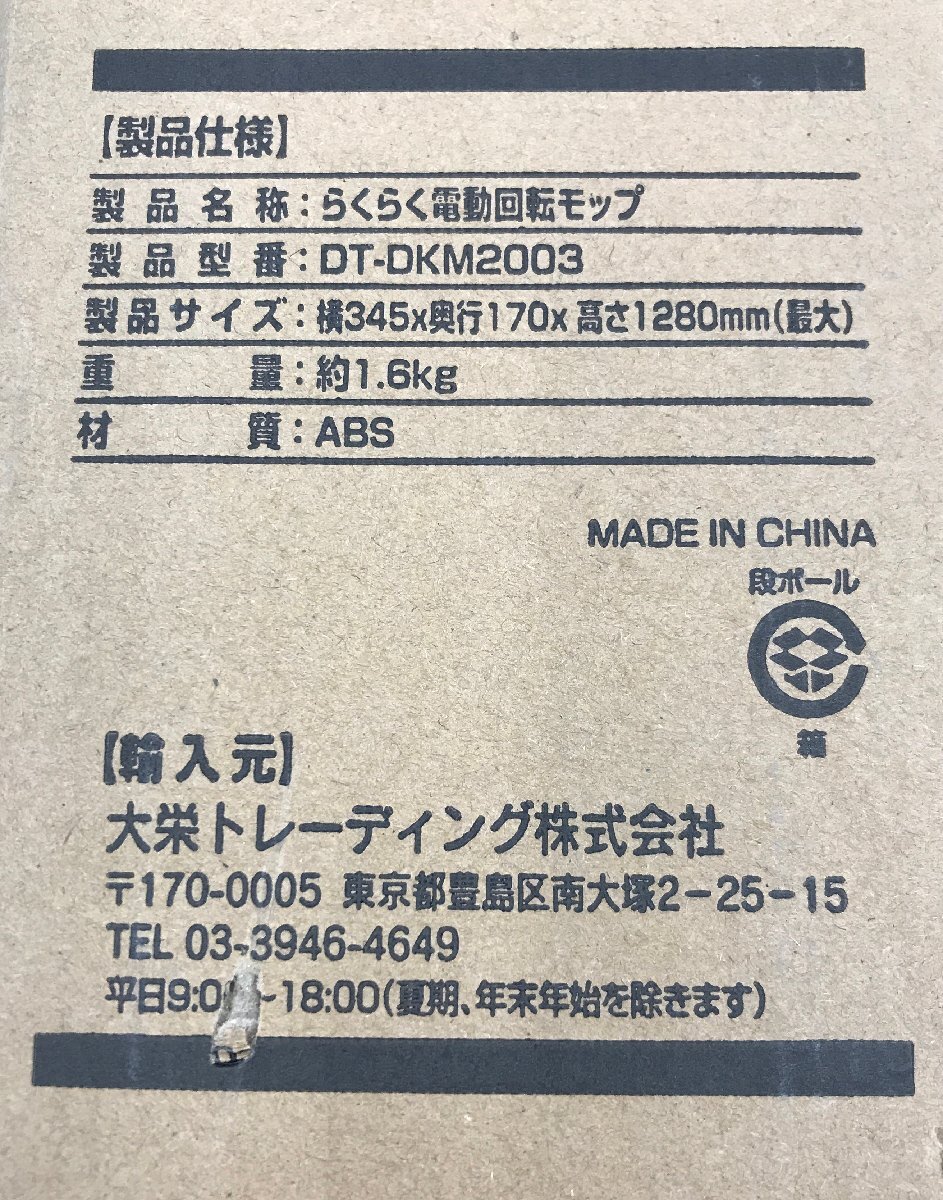 【製品仕様】
製品名称：らくらく電動回転モップ
製品型番：DT-DKM2003
製品サイズ：横345x奥行170x高さ1280mm(最大)
重量：約1.6kg
材質：ABS
MADE IN CHINA
段ボール
箱
【輸入元】
大栄トレーディング株式会社
〒170-0005 東京都豊島区南大塚2-25-15
TEL 03-3946-4649
平日 -18:00(夏期、年末年始を除きます)